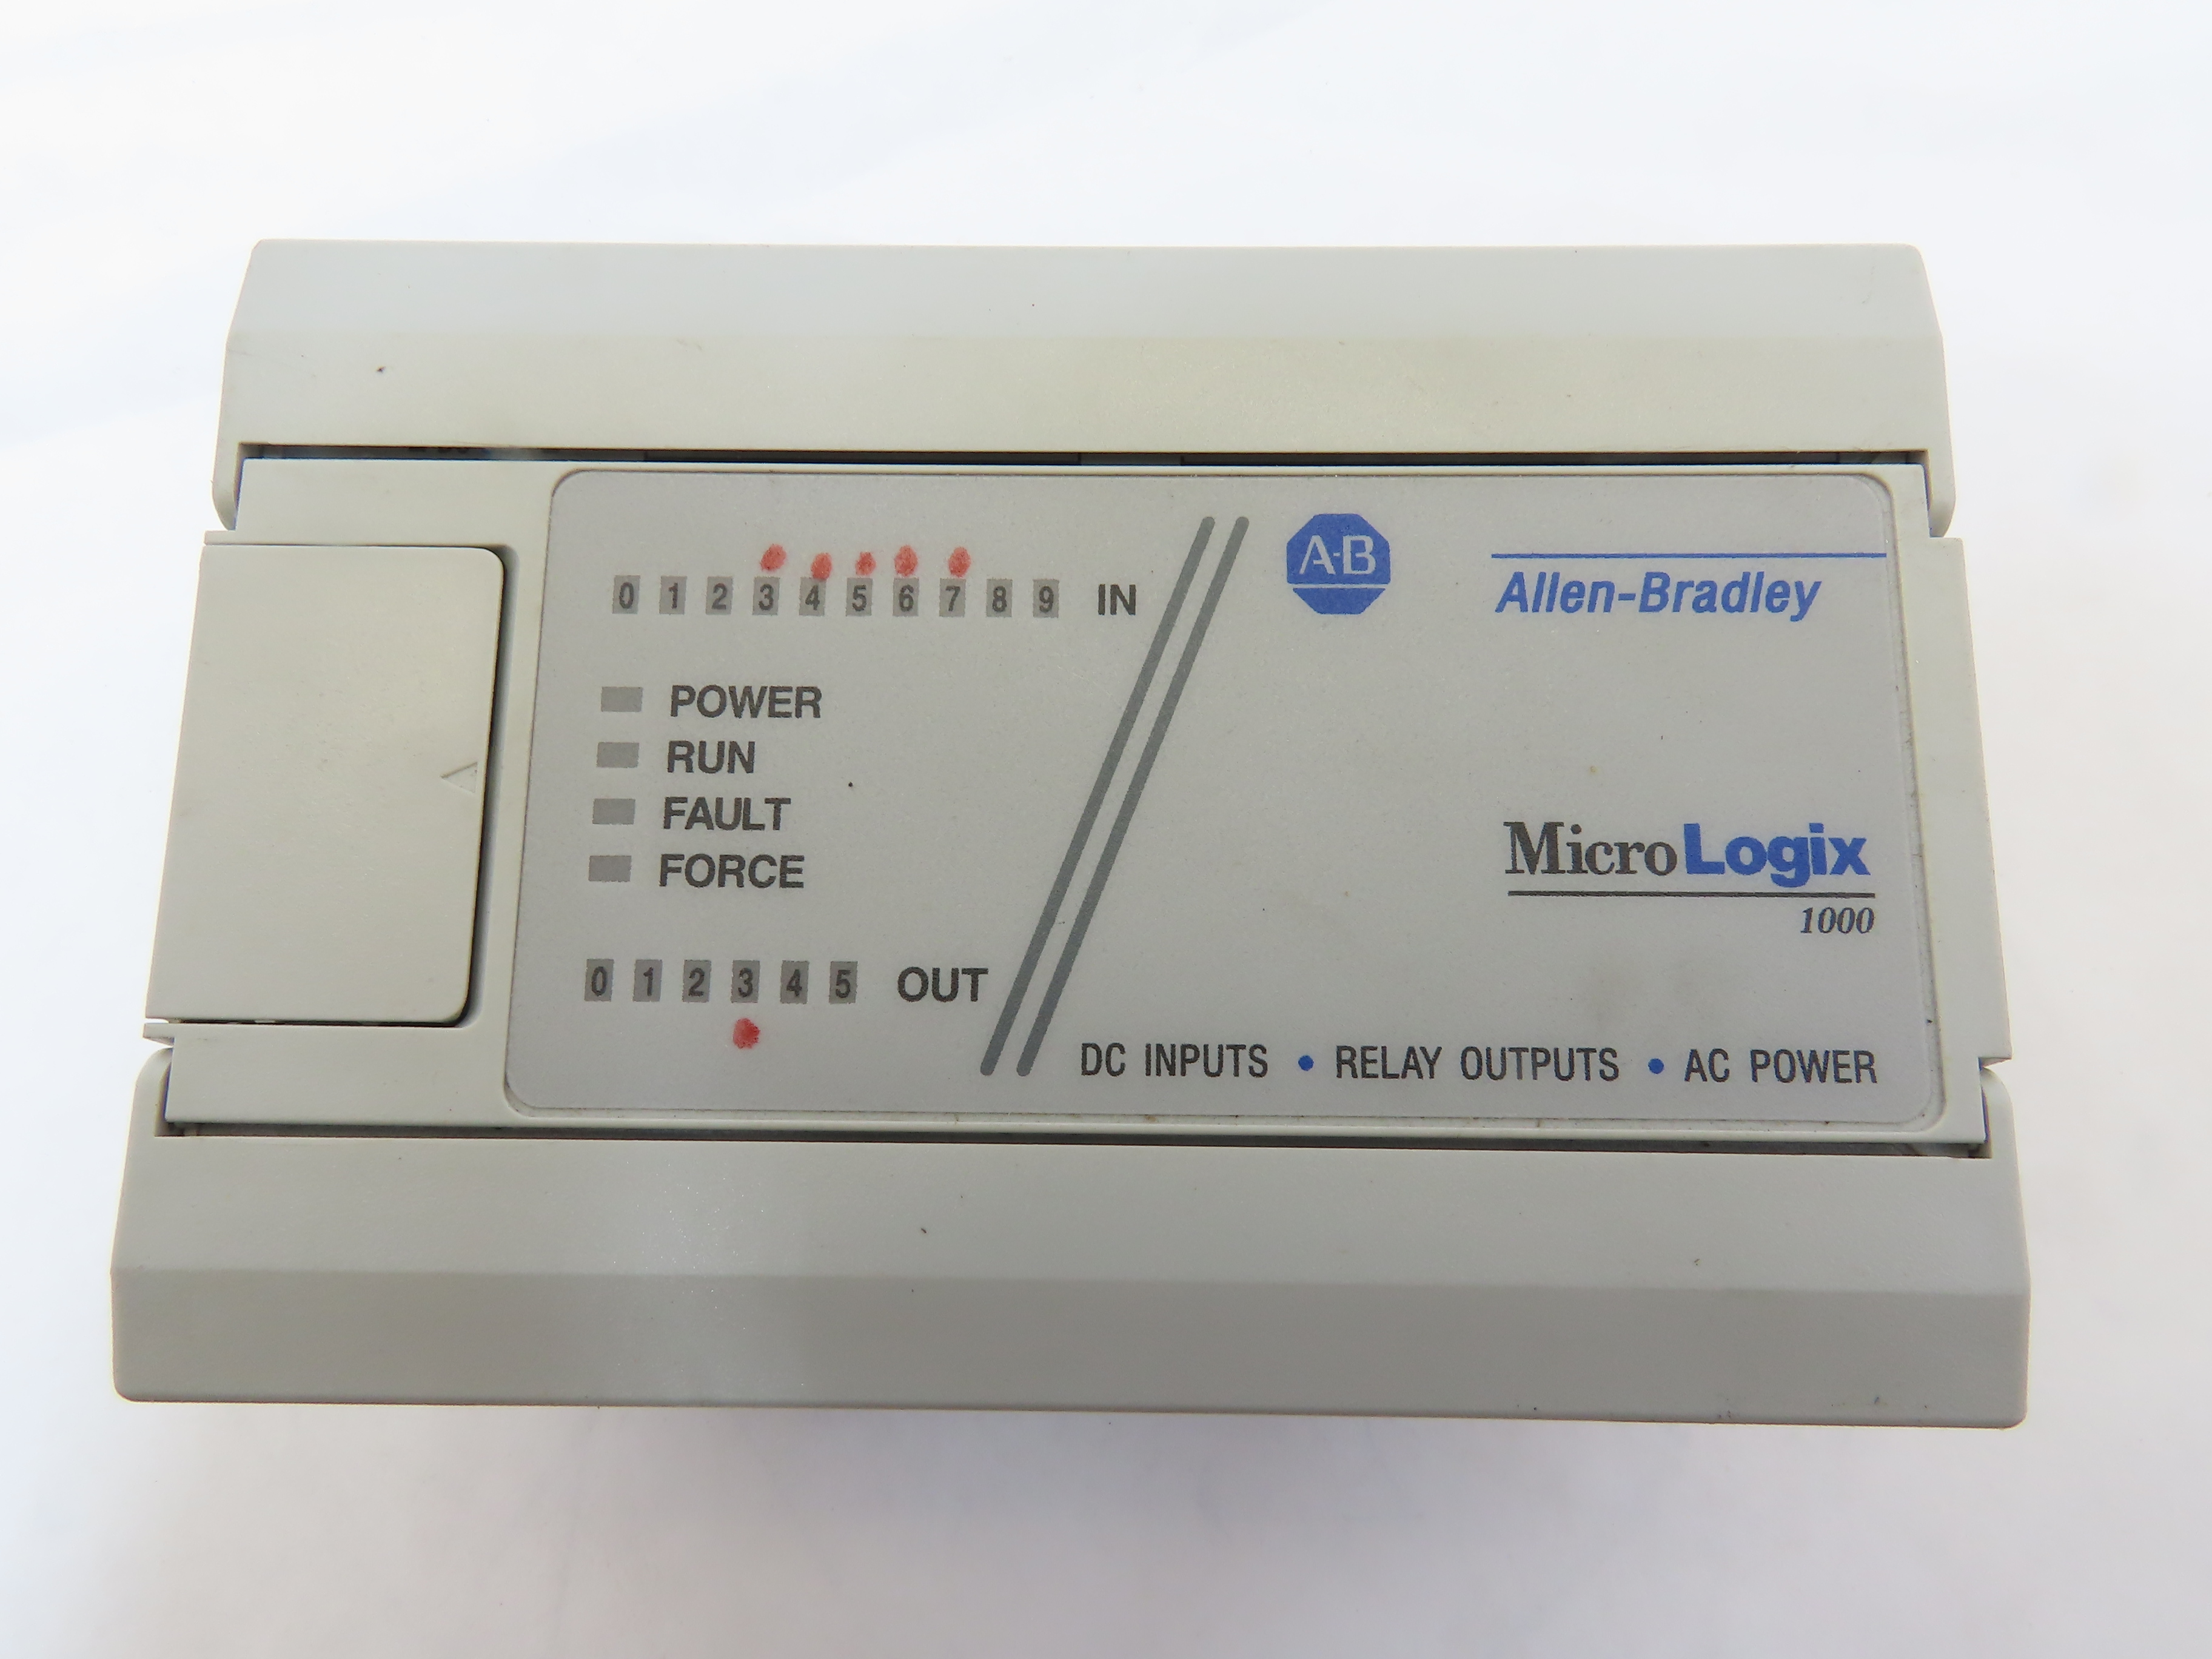 0 1 2 3 4 5 6 7 8 9 IN
A-B
Allen-Bradley
POWER
RUN
FAULT
FORCE
MicroLogix
1000
0 1 2 3 4 5 OUT
DC INPUTS • RELAY OUTPUTS • AC POWER